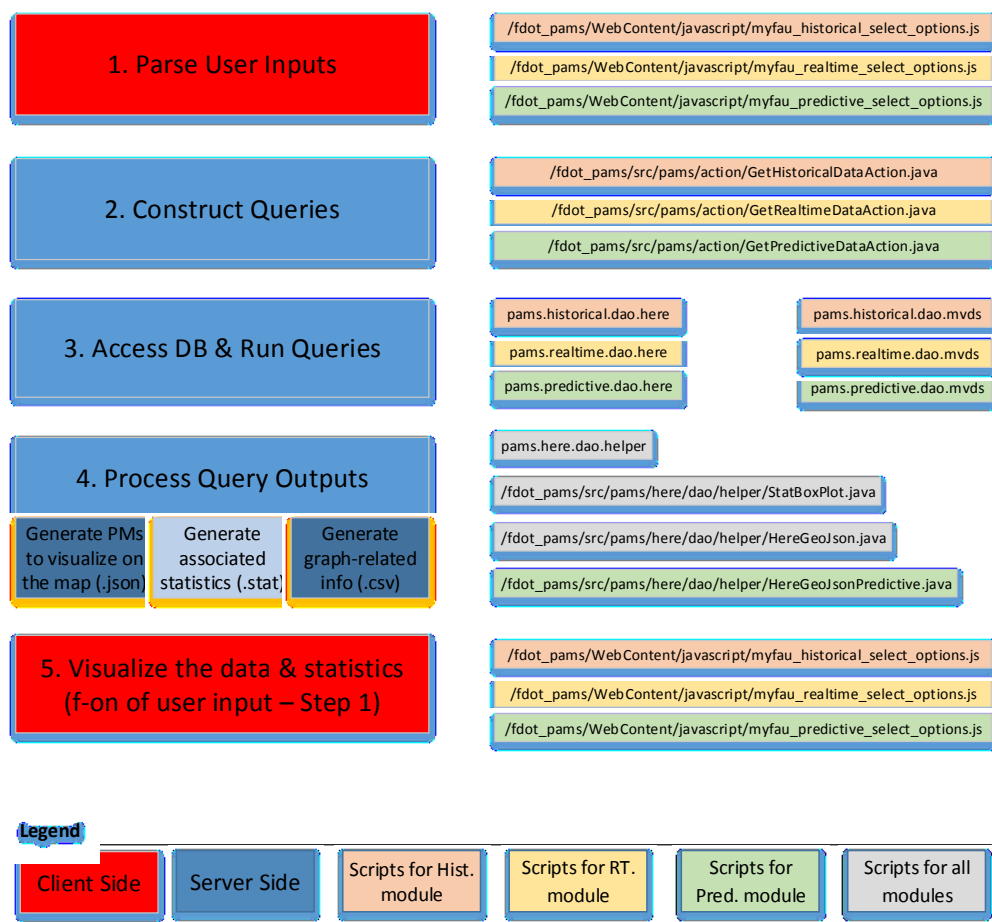 1. Parse User Inputs
/fdot_pams/WebContent/javascript/myfau_historical_select_options.js
/fdot_pams/WebContent/javascript/myfau_realtime_select_options.js
/fdot_pams/WebContent/javascript/myfau_predictive_select_options.js
2. Construct Queries
/fdot_pams/src/pams/action/GetHistoricalDataAction.java
/fdot_pams/src/pams/action/GetRealtimeDataAction.java
/fdot_pams/src/pams/action/GetPredictiveDataAction.java
3. Access DB & Run Queries
pams.historical.dao.here
pams.realtime.dao.here
pams.predictive.dao.here
pams.historical.dao.mvds
pams.realtime.dao.mvds
pams.predictive.dao.mvds
4. Process Query Outputs
Generate PMs
to visualize on
the map (.json)
Generate
associated
statistics (.stat)
Generate
graph-related
info (.csv)
pams.here.dao.helper
/fdot_pams/src/pams/here/dao/helper/StatBoxPlot.java
/fdot_pams/src/pams/here/dao/helper/HereGeoJson.java
/fdot_pams/src/pams/here/dao/helper/HereGeoJsonPredictive.java
5. Visualize the data & statistics
(f-on of user input – Step 1)
/fdot_pams/WebContent/javascript/myfau_historical_select_options.js
/fdot_pams/WebContent/javascript/myfau_realtime_select_options.js
/fdot_pams/WebContent/javascript/myfau_predictive_select_options.js
Legend
Client Side
Server Side
Scripts for Hist.
module
Scripts for RT.
module
Scripts for
Pred. module
Scripts for all
modules